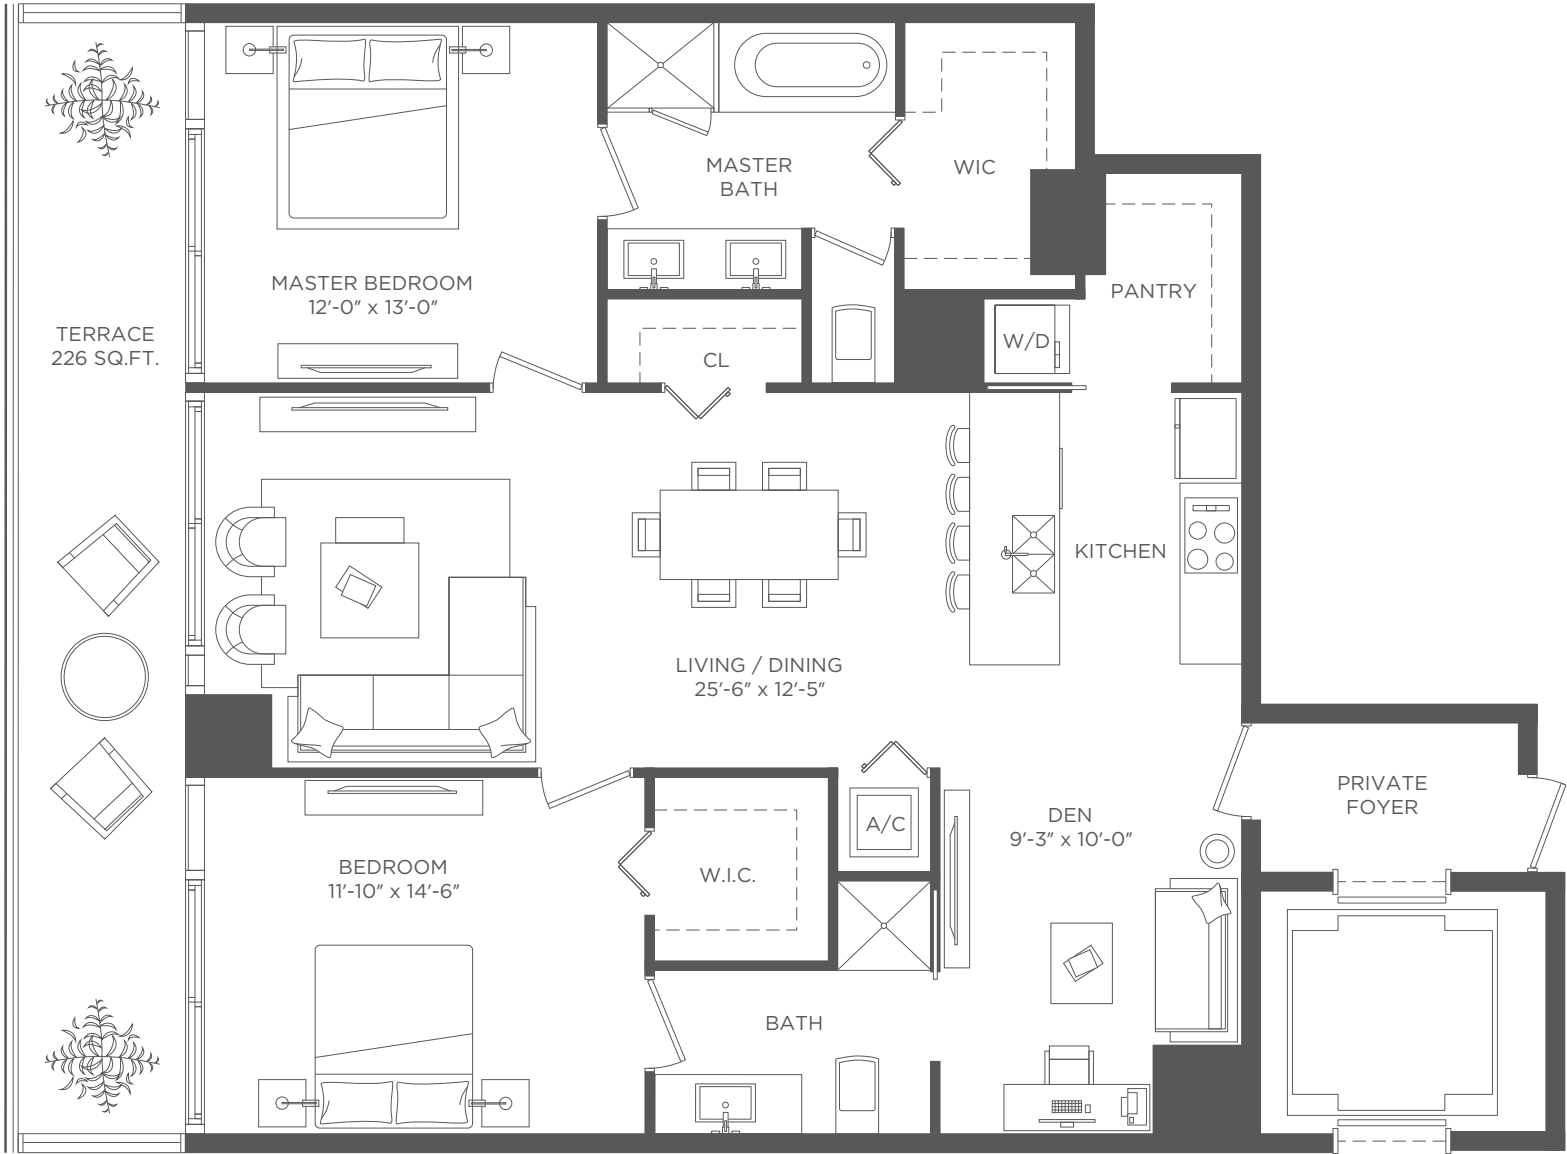 MASTER
BATH
WIC
MASTER BEDROOM
12'-0" x 13'-0"
PANTRY
TERRACE
226 SQ.FT.
W/D
CL
KITCHEN
LIVING / DINING
25'-6" x 12'-5"
PRIVATE
FOYER
DEN
9'-3" x 10'-0"
A/C
BEDROOM
11'-10" x 14'-6"
W.I.C.
BATH